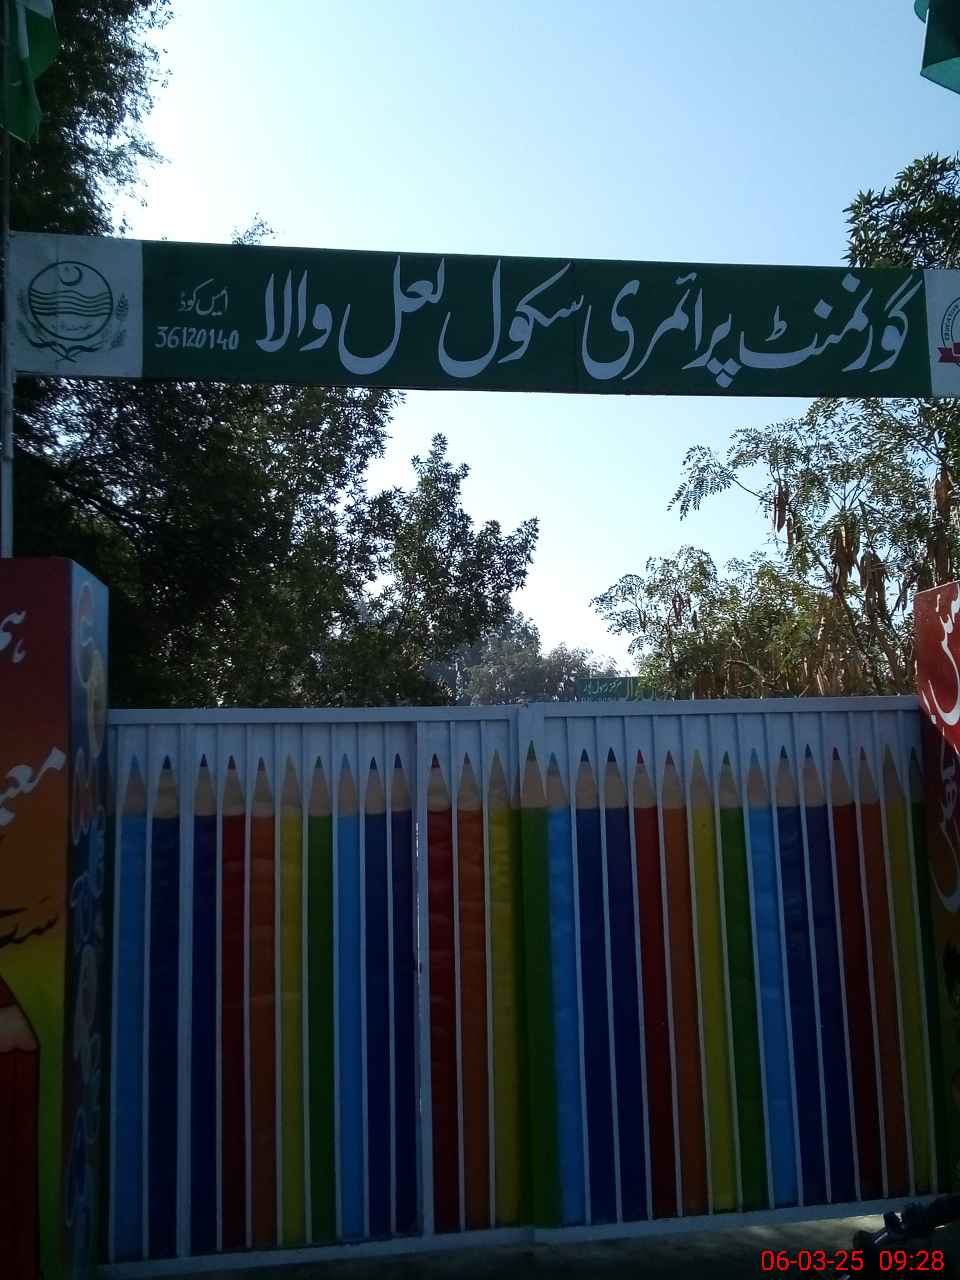 گورنمنٹ پرائمری سکول لعل والا
ایس کوڈ
36120140
06-03-25 09:28